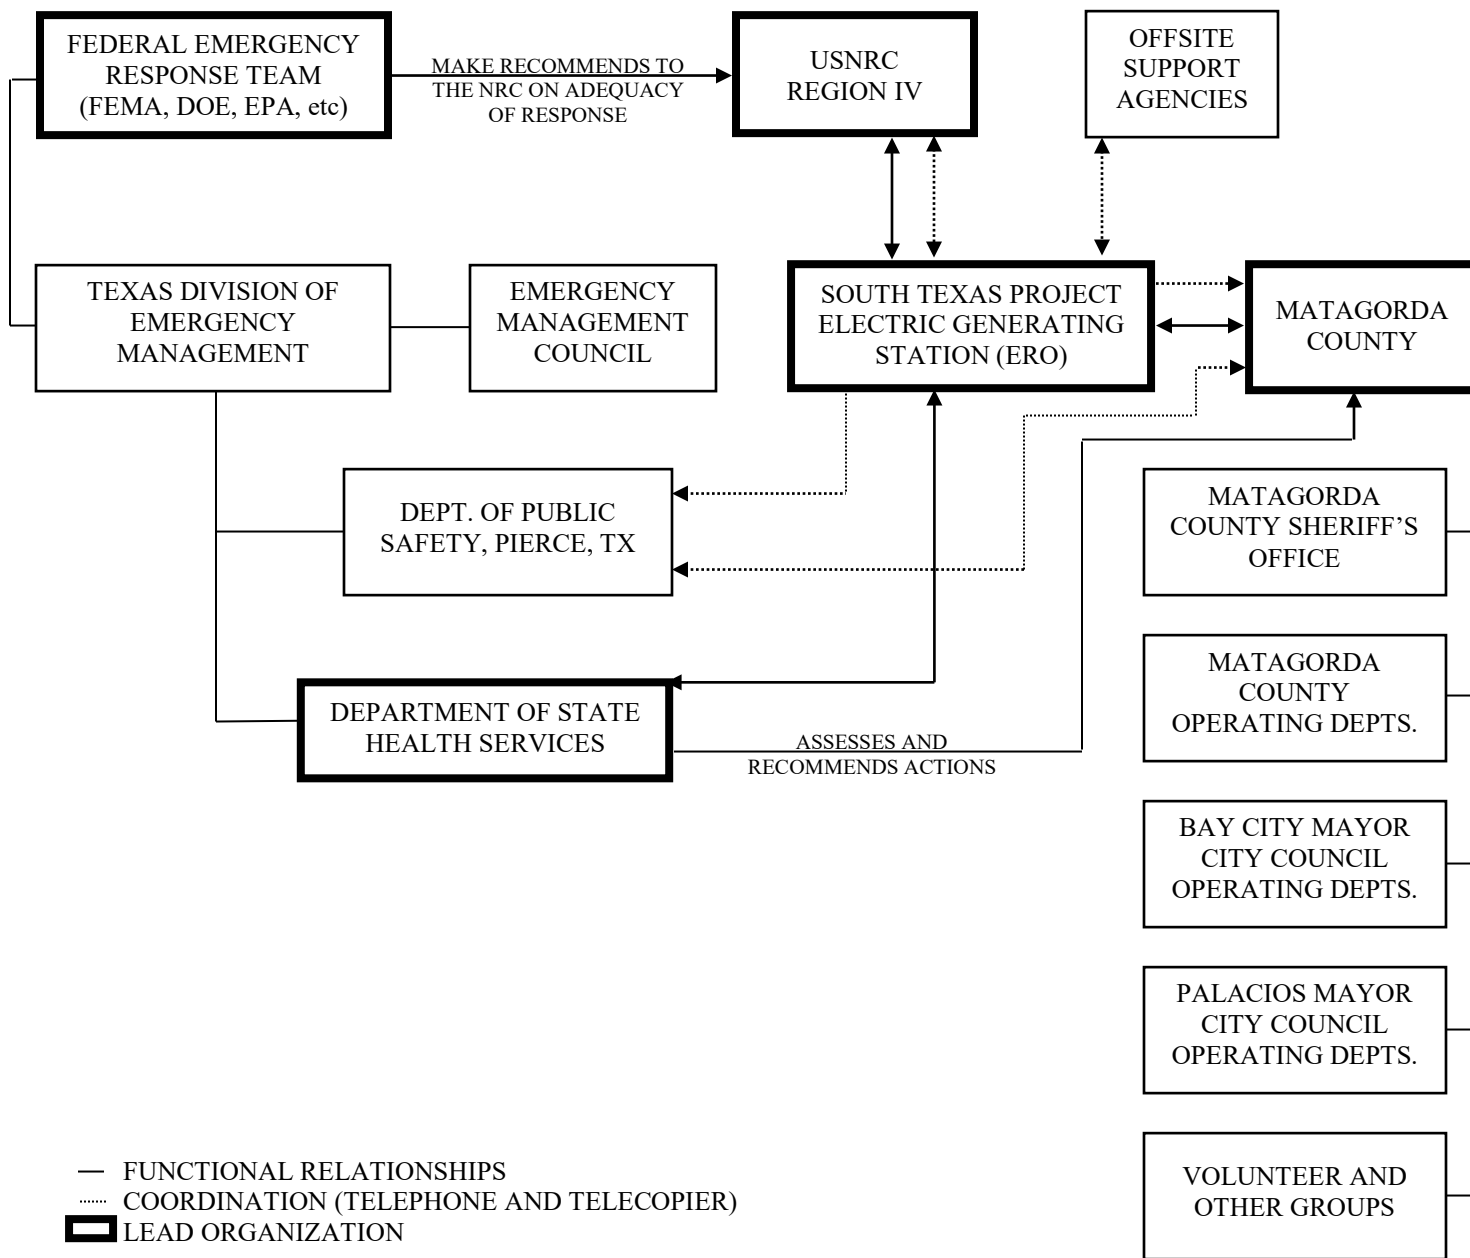 FEDERAL EMERGENCY
RESPONSE TEAM
(FEMA, DOE, EPA, etc)
MAKE RECOMMENDS TO
THE NRC ON ADEQUACY
OF RESPONSE
USNRC
REGION IV
OFFSITE
SUPPORT
AGENCIES
TEXAS DIVISION OF
EMERGENCY
MANAGEMENT
EMERGENCY
MANAGEMENT
COUNCIL
SOUTH TEXAS PROJECT
ELECTRIC GENERATING
STATION (ERO)
MATAGORDA
COUNTY
DEPT. OF PUBLIC
SAFETY, PIERCE, TX
MATAGORDA
COUNTY SHERIFF’S
OFFICE
MATAGORDA
COUNTY
OPERATING DEPTS.
DEPARTMENT OF STATE
HEALTH SERVICES
ASSESSES AND
RECOMMENDS ACTIONS
BAY CITY MAYOR
CITY COUNCIL
OPERATING DEPTS.
PALACIOS MAYOR
CITY COUNCIL
OPERATING DEPTS.
VOLUNTEER AND
OTHER GROUPS
FUNCTIONAL RELATIONSHIPS
COORDINATION (TELEPHONE AND TELECOPIER)
LEAD ORGANIZATION